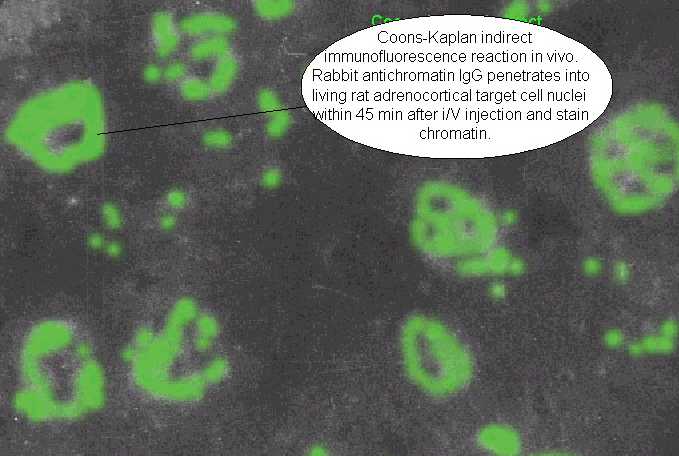 Coons-Kaplan indirect
immunofluorescence reaction in vivo.
Rabbit antichromatin IgG penetrates into
living rat adrenocortical target cell nuclei
within 45 min after i/V injection and stain
chromatin.